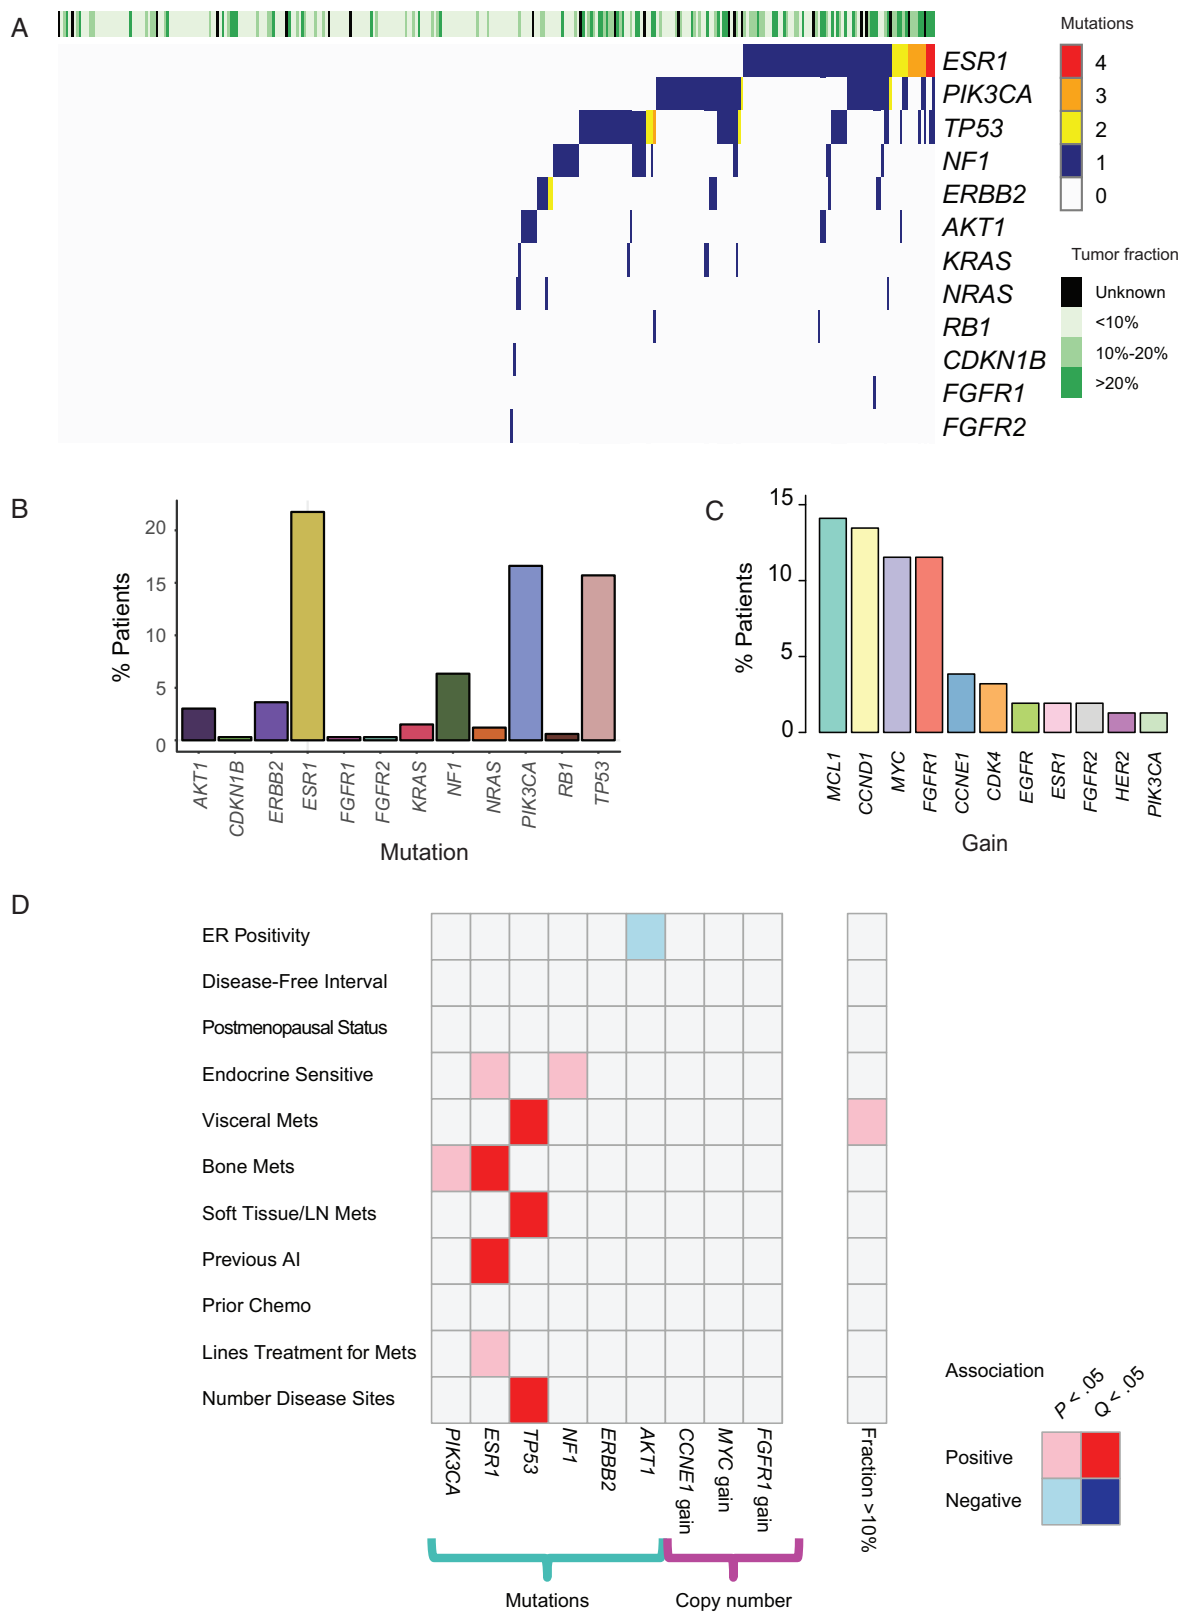 A
Mutations
4
3
2
1
0
ESR1
PIK3CA
TP53
NF1
ERBB2
AKT1
KRAS
NRAS
RB1
CDKN1B
FGFR1
FGFR2
Tumor fraction
Unknown
<10%
10%-20%
>20%
B
% Patients
20
15
10
5
0
AKT1
CDKN1B
ERBB2
ESR1
FGFR1
FGFR2
KRAS
NF1
NRAS
PIK3CA
RB1
TP53
Mutation
C
% Patients
15
10
5
0
MCL1
CCND1
MYC
FGFR1
CCNE1
CDK4
EGFR
ESR1
FGFR2
HER2
PIK3CA
Gain
D
ER Positivity
Disease-Free Interval
Postmenopausal Status
Endocrine Sensitive
Visceral Mets
Bone Mets
Soft Tissue/LN Mets
Previous AI
Prior Chemo
Lines Treatment for Mets
Number Disease Sites
PIK3CA
ESR1
TP53
NF1
ERBB2
AKT1
CCNE1 gain
MYC gain
FGFR1 gain
Fraction >10%
Mutations
Copy number
Association
P < .05
Q < .05
Positive
Negative